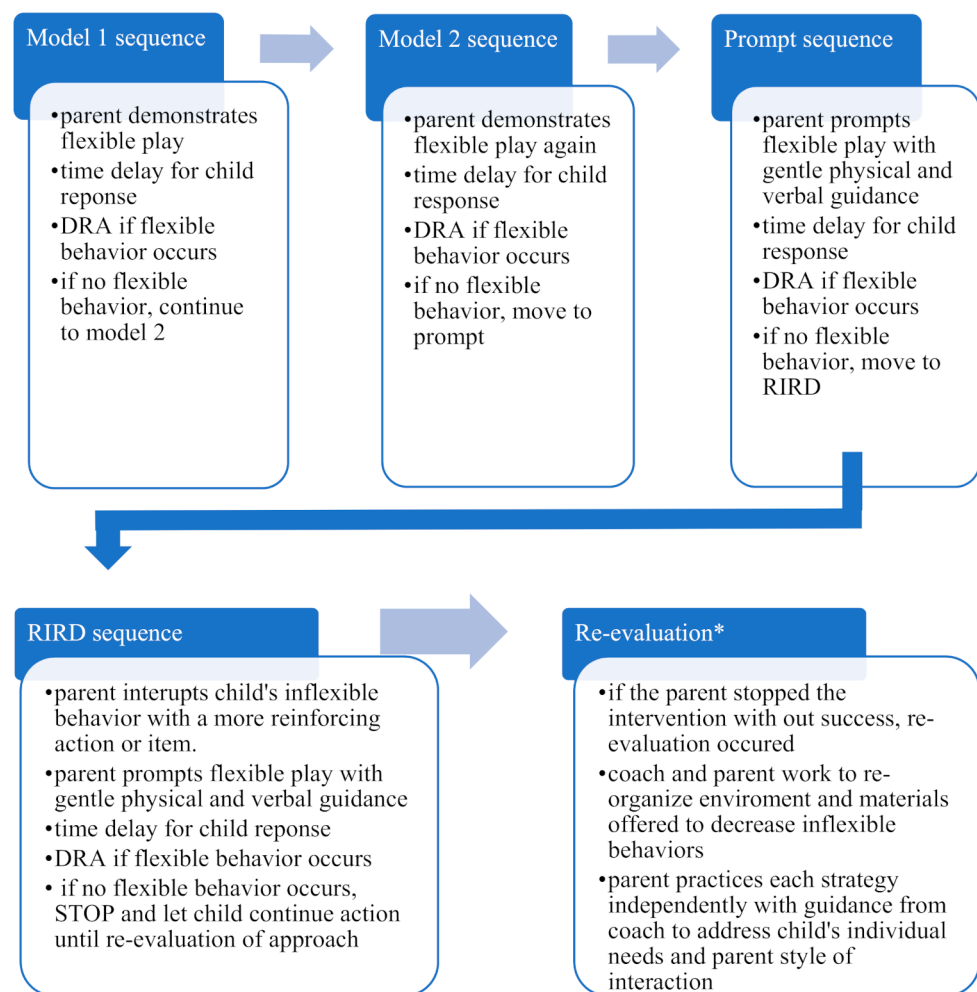 Model 1 sequence
•parent demonstrates
flexible play
•time delay for child
reponse
•DRA if flexible
behavior occurs
•if no flexible
behavior, continue
to model 2
Model 2 sequence
•parent demonstrates
flexible play again
•time delay for child
response
•DRA if flexible
behavior occurs
•if no flexible
behavior, move to
prompt
Prompt sequence
•parent prompts
flexible play with
gentle physical and
verbal guidance
•time delay for child
response
•DRA if flexible
behavior occurs
•if no flexible
behavior, move to
RIRD
RIRD sequence
•parent interupts child's inflexible
behavior with a more reinforcing
action or item.
•parent prompts flexible play with
gentle physical and verbal guidance
•time delay for child reponse
•DRA if flexible behavior occurs
• if no flexible behavior occurs,
STOP and let child continue action
until re-evaluation of approach
Re-evaluation*
•if the parent stopped the
intervention with out success, re-
evaluation occured
•coach and parent work to re-
organize enviroment and materials
offered to decrease inflexible
behaviors
•parent practices each strategy
independently with guidance from
coach to address child's individual
needs and parent style of
interaction